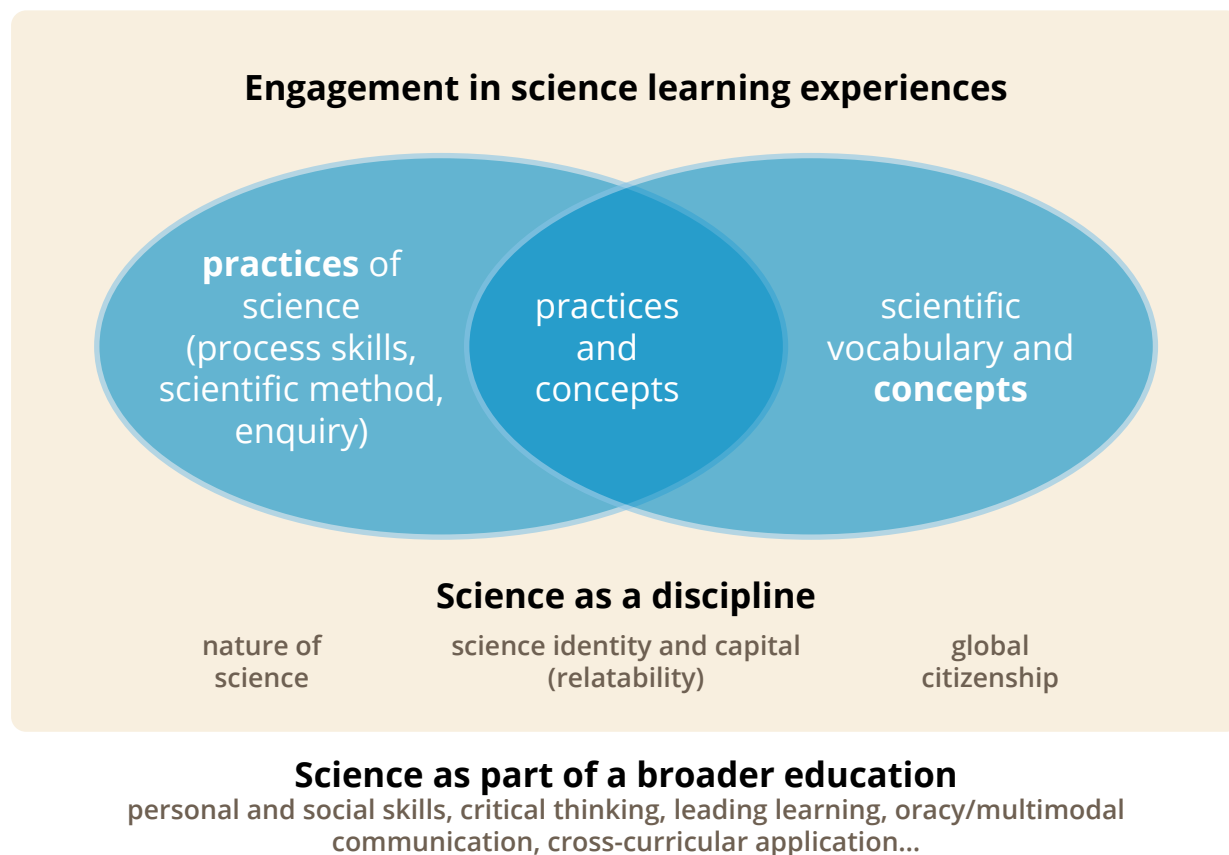 Engagement in science learning experiences
practices of
science
(process skills,
scientific method,
enquiry)
practices
and
concepts
scientific
vocabulary and
concepts
Science as a discipline
nature of
science
science identity and capital
(relatability)
global
citizenship
Science as part of a broader education
personal and social skills, critical thinking, leading learning, oracy/multimodal
communication, cross-curricular application...